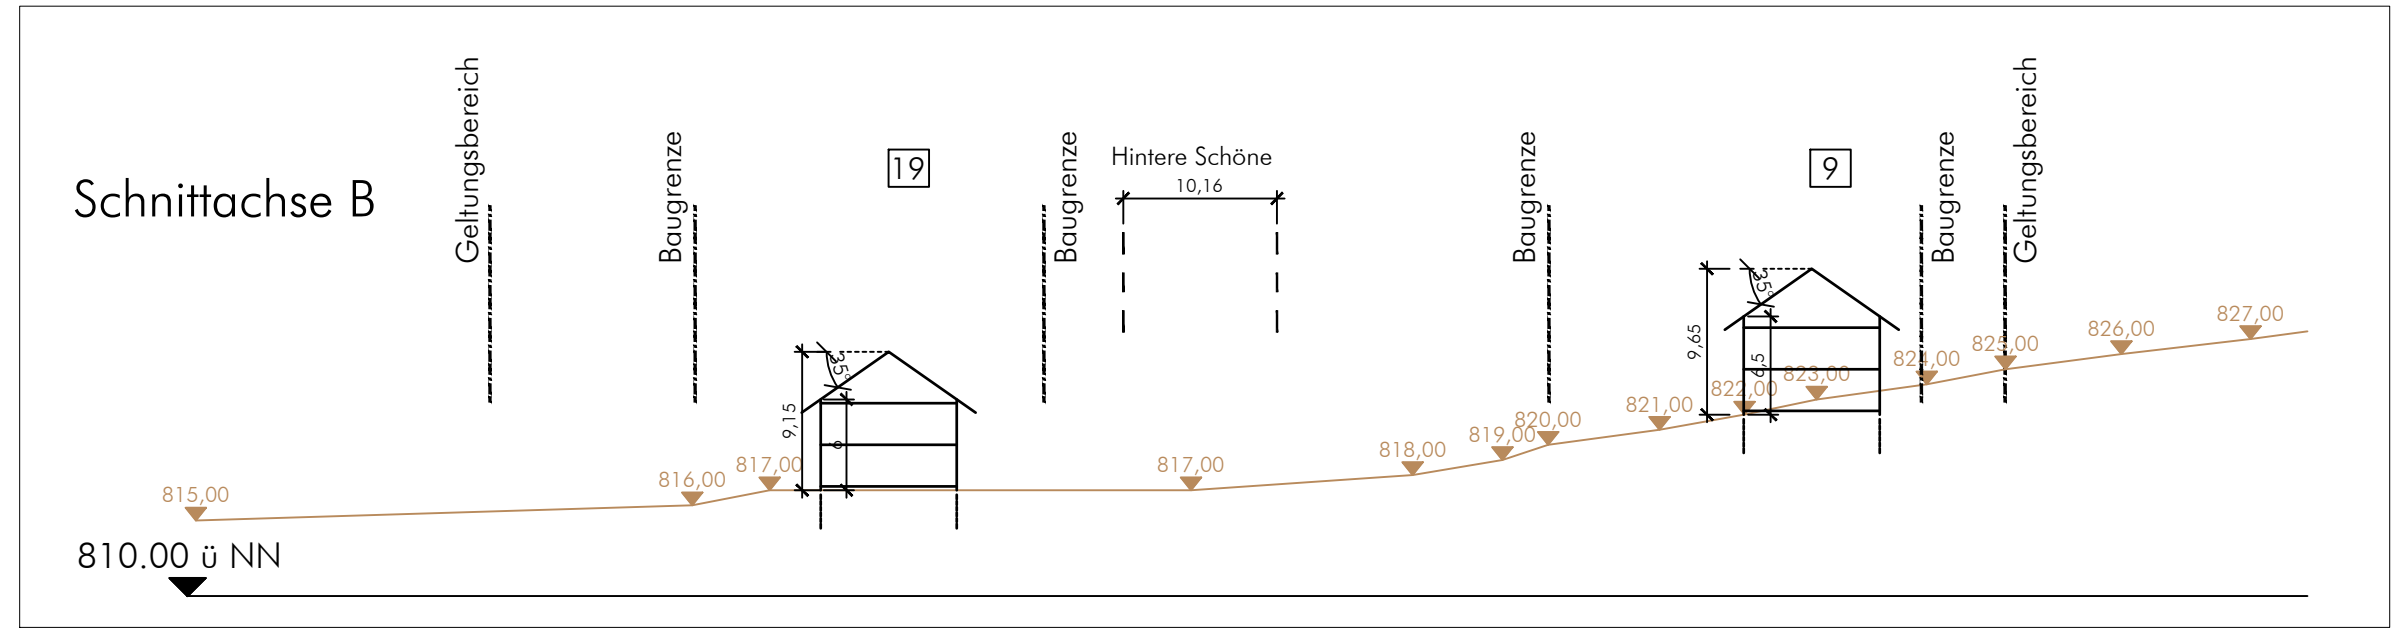 Schnittachse B
Geltungsbereich
Baugrenze
19
Baugrenze
Hintere Schöne
10,16
Baugrenze
9
Baugrenze
Geltungsbereich
35°
9,15
6
35°
9,65
6,5
815,00
816,00
817,00
817,00
818,00
819,00
820,00
821,00
822,00
823,00
824,00
825,00
826,00
827,00
810.00 ü NN